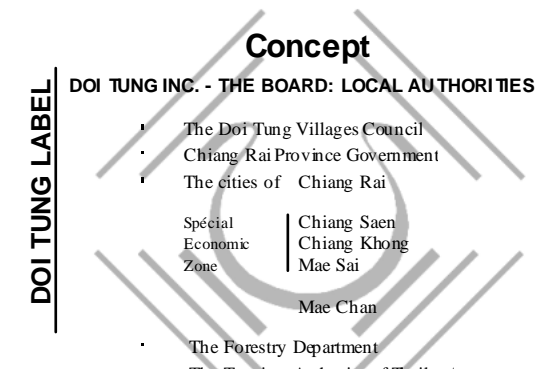 Concept
DOI TUNG INC. - THE BOARD: LOCAL AUTHORITIES
DOI TUNG LABEL
The Doi Tung Villages Council
Chiang Rai Province Government
The cities of Chiang Rai
Spécial Chiang Saen
Economic Chiang Khong
Zone Mae Sai
Mae Chan
The Forestry Department